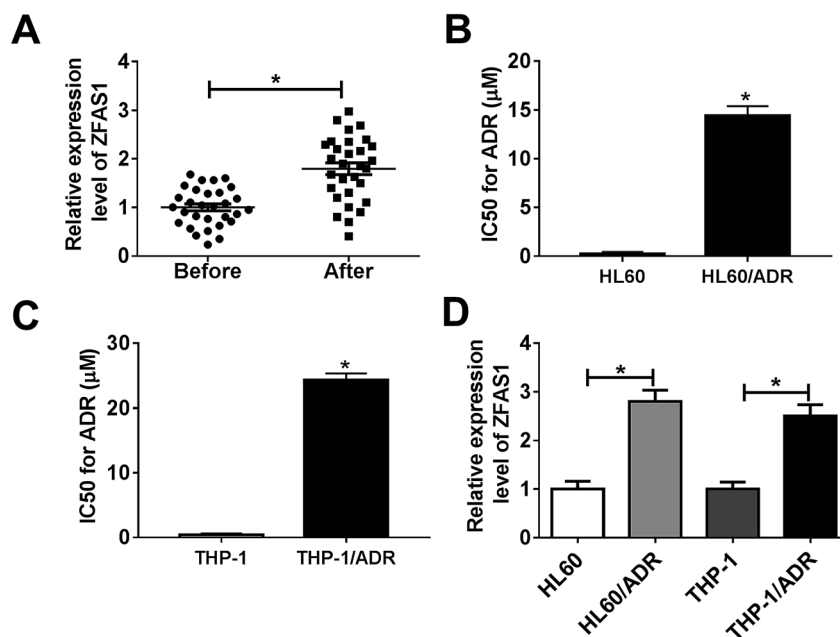 A
Relative expression
level of ZFAS1
4
3
2
1
0
*
Before
After
B
IC50 for ADR (μM)
20
15
10
5
0
*
HL60
HL60/ADR
C
IC50 for ADR (μM)
30
20
10
0
*
THP-1
THP-1/ADR
D
Relative expression
level of ZFAS1
4
3
2
1
0
*
*
HL60
HL60/ADR
THP-1
THP-1/ADR